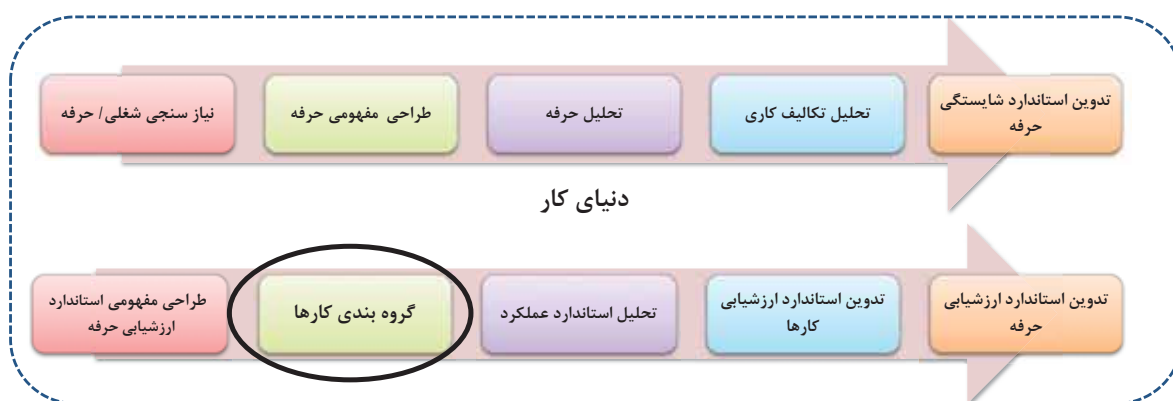 نیاز سنجی شغلی/ حرفه
طراحی مفهومی حرفه
تحلیل حرفه
تحلیل تکالیف کاری
تدوین استاندارد شایستگی
حرفه
دنیای کار
طراحی مفهومی استاندارد
ارزشیابی حرفه
گروه بندی کارها
تحلیل استاندارد عملکرد
تدوین استاندارد ارزشیابی
کارها
تدوین استاندارد ارزشیابی
حرفه